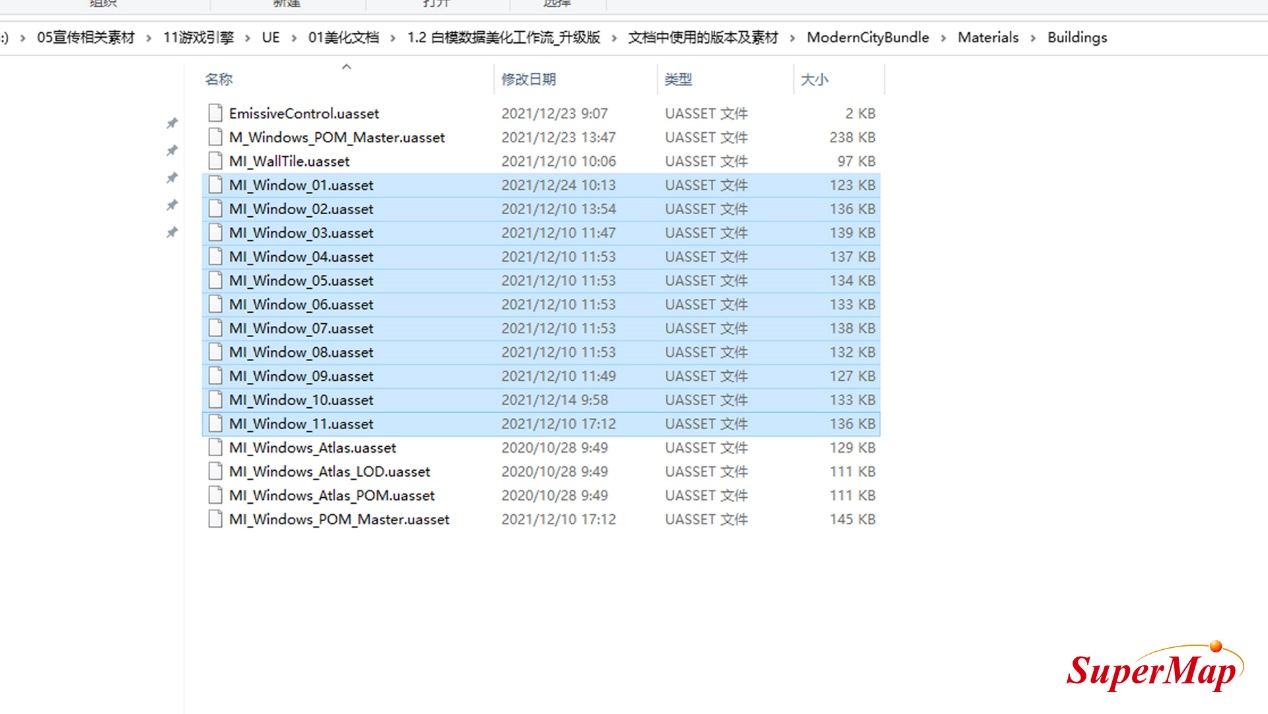 组织 新建 打开 选择
:) › 05宣传相关素材 › 11游戏引擎 › UE › 01美化文档 › 1.2 白模数据美化工作流_升级版 › 文档中使用的版本及素材 › ModernCityBundle › Materials › Buildings
名称 修改日期 类型 大小
EmissiveControl.uasset 2021/12/23 9:07 UASSET 文件 2 KB
M_Windows_POM_Master.uasset 2021/12/23 13:47 UASSET 文件 238 KB
MI_WallTile.uasset 2021/12/10 10:06 UASSET 文件 97 KB
MI_Window_01.uasset 2021/12/24 10:13 UASSET 文件 123 KB
MI_Window_02.uasset 2021/12/10 13:54 UASSET 文件 136 KB
MI_Window_03.uasset 2021/12/10 11:47 UASSET 文件 139 KB
MI_Window_04.uasset 2021/12/10 11:53 UASSET 文件 137 KB
MI_Window_05.uasset 2021/12/10 11:53 UASSET 文件 134 KB
MI_Window_06.uasset 2021/12/10 11:53 UASSET 文件 133 KB
MI_Window_07.uasset 2021/12/10 11:53 UASSET 文件 138 KB
MI_Window_08.uasset 2021/12/10 11:53 UASSET 文件 132 KB
MI_Window_09.uasset 2021/12/10 11:49 UASSET 文件 127 KB
MI_Window_10.uasset 2021/12/14 9:58 UASSET 文件 133 KB
MI_Window_11.uasset 2021/12/10 17:12 UASSET 文件 136 KB
MI_Windows_Atlas.uasset 2020/10/28 9:49 UASSET 文件 129 KB
MI_Windows_Atlas_LOD.uasset 2020/10/28 9:49 UASSET 文件 111 KB
MI_Windows_Atlas_POM.uasset 2020/10/28 9:49 UASSET 文件 111 KB
MI_Windows_POM_Master.uasset 2021/12/10 17:12 UASSET 文件 145 KB
SuperMap